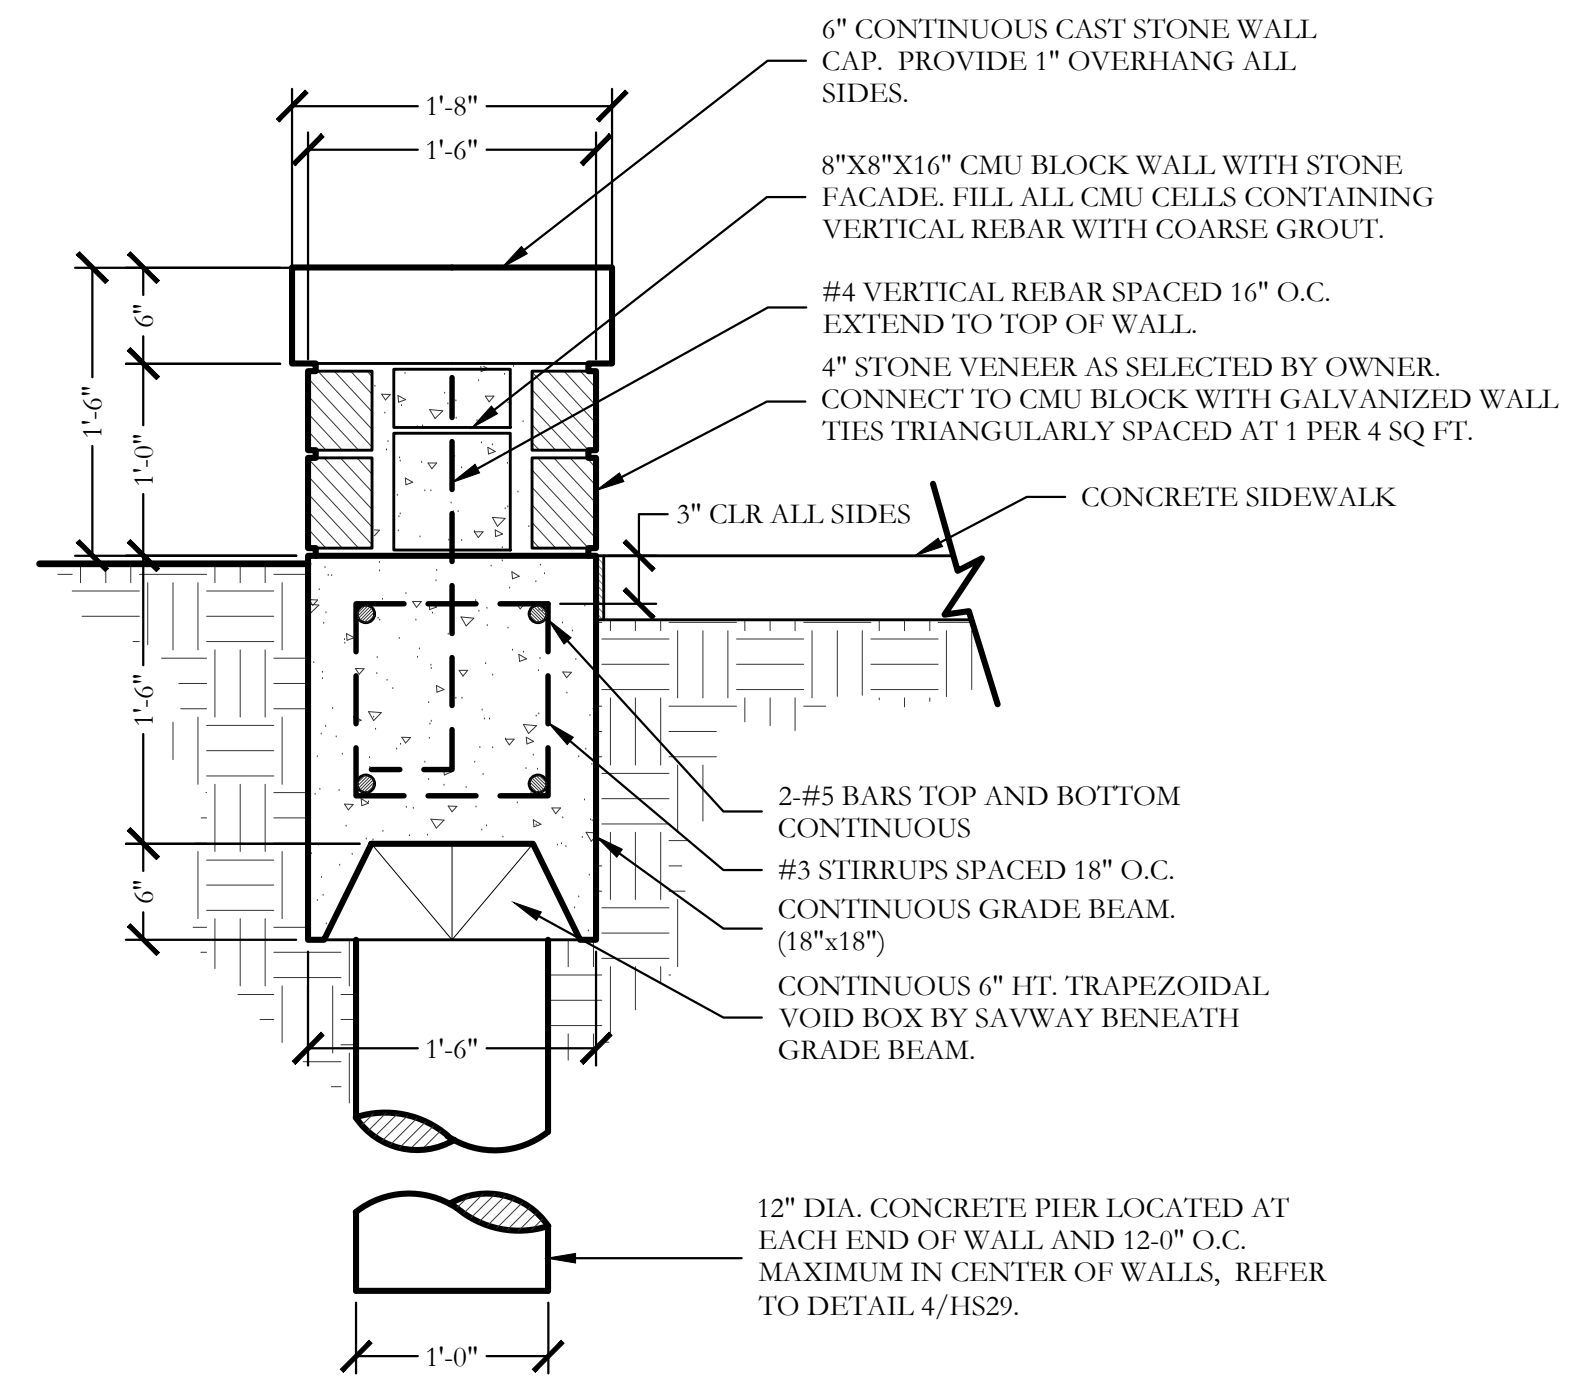 6" CONTINUOUS CAST STONE WALL
CAP.  PROVIDE 1" OVERHANG ALL
SIDES.
1'-8"
1'-6"
8"X8"X16" CMU BLOCK WALL WITH STONE
FACADE. FILL ALL CMU CELLS CONTAINING
VERTICAL REBAR WITH COARSE GROUT.
#4 VERTICAL REBAR SPACED 16" O.C.
EXTEND TO TOP OF WALL.
4" STONE VENEER AS SELECTED BY OWNER.
CONNECT TO CMU BLOCK WITH GALVANIZED WALL
TIES TRIANGULARLY SPACED AT 1 PER 4 SQ FT.
6"
1'-6"
1'-0"
3" CLR ALL SIDES
CONCRETE SIDEWALK
1'-6"
6"
2-#5 BARS TOP AND BOTTOM
CONTINUOUS
#3 STIRRUPS SPACED 18" O.C.
CONTINUOUS GRADE BEAM.
(18"x18")
CONTINUOUS 6" HT. TRAPEZOIDAL
VOID BOX BY SAVWAY BENEATH
GRADE BEAM.
1'-6"
12" DIA. CONCRETE PIER LOCATED AT
EACH END OF WALL AND 12-0" O.C.
MAXIMUM IN CENTER OF WALLS,  REFER
TO DETAIL 4/HS29.
1'-0"